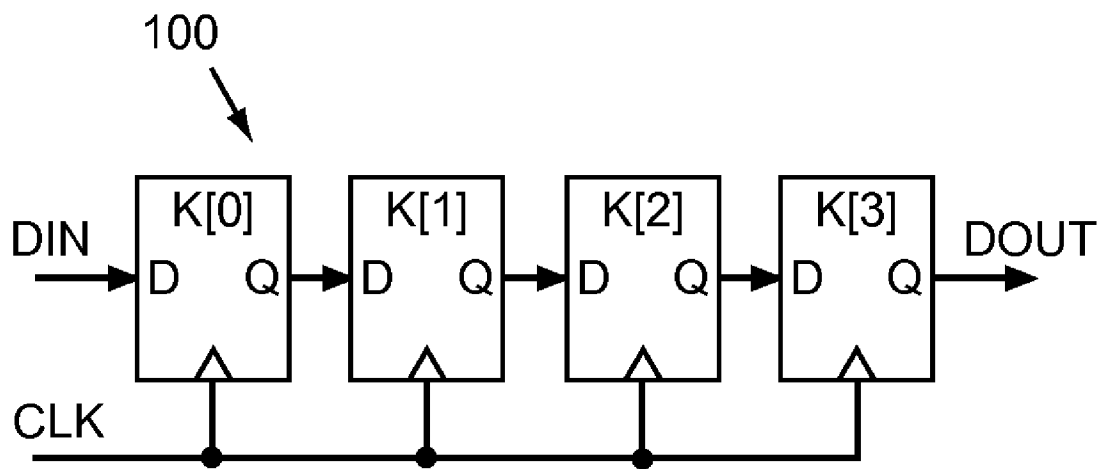 100
K[0] K[1] K[2] K[3]
DIN DOUT
D Q D Q D Q D Q
CLK